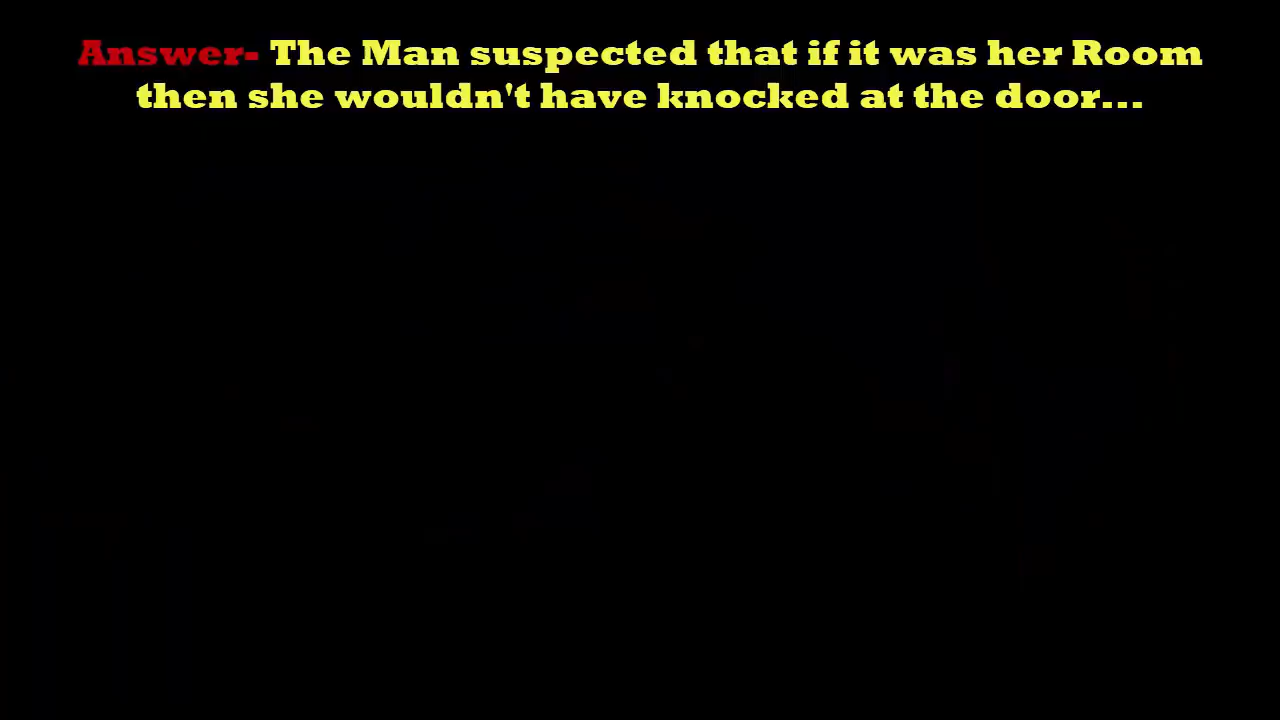 Answer- The Man suspected that if it was her Room
then she wouldn't have knocked at the door...